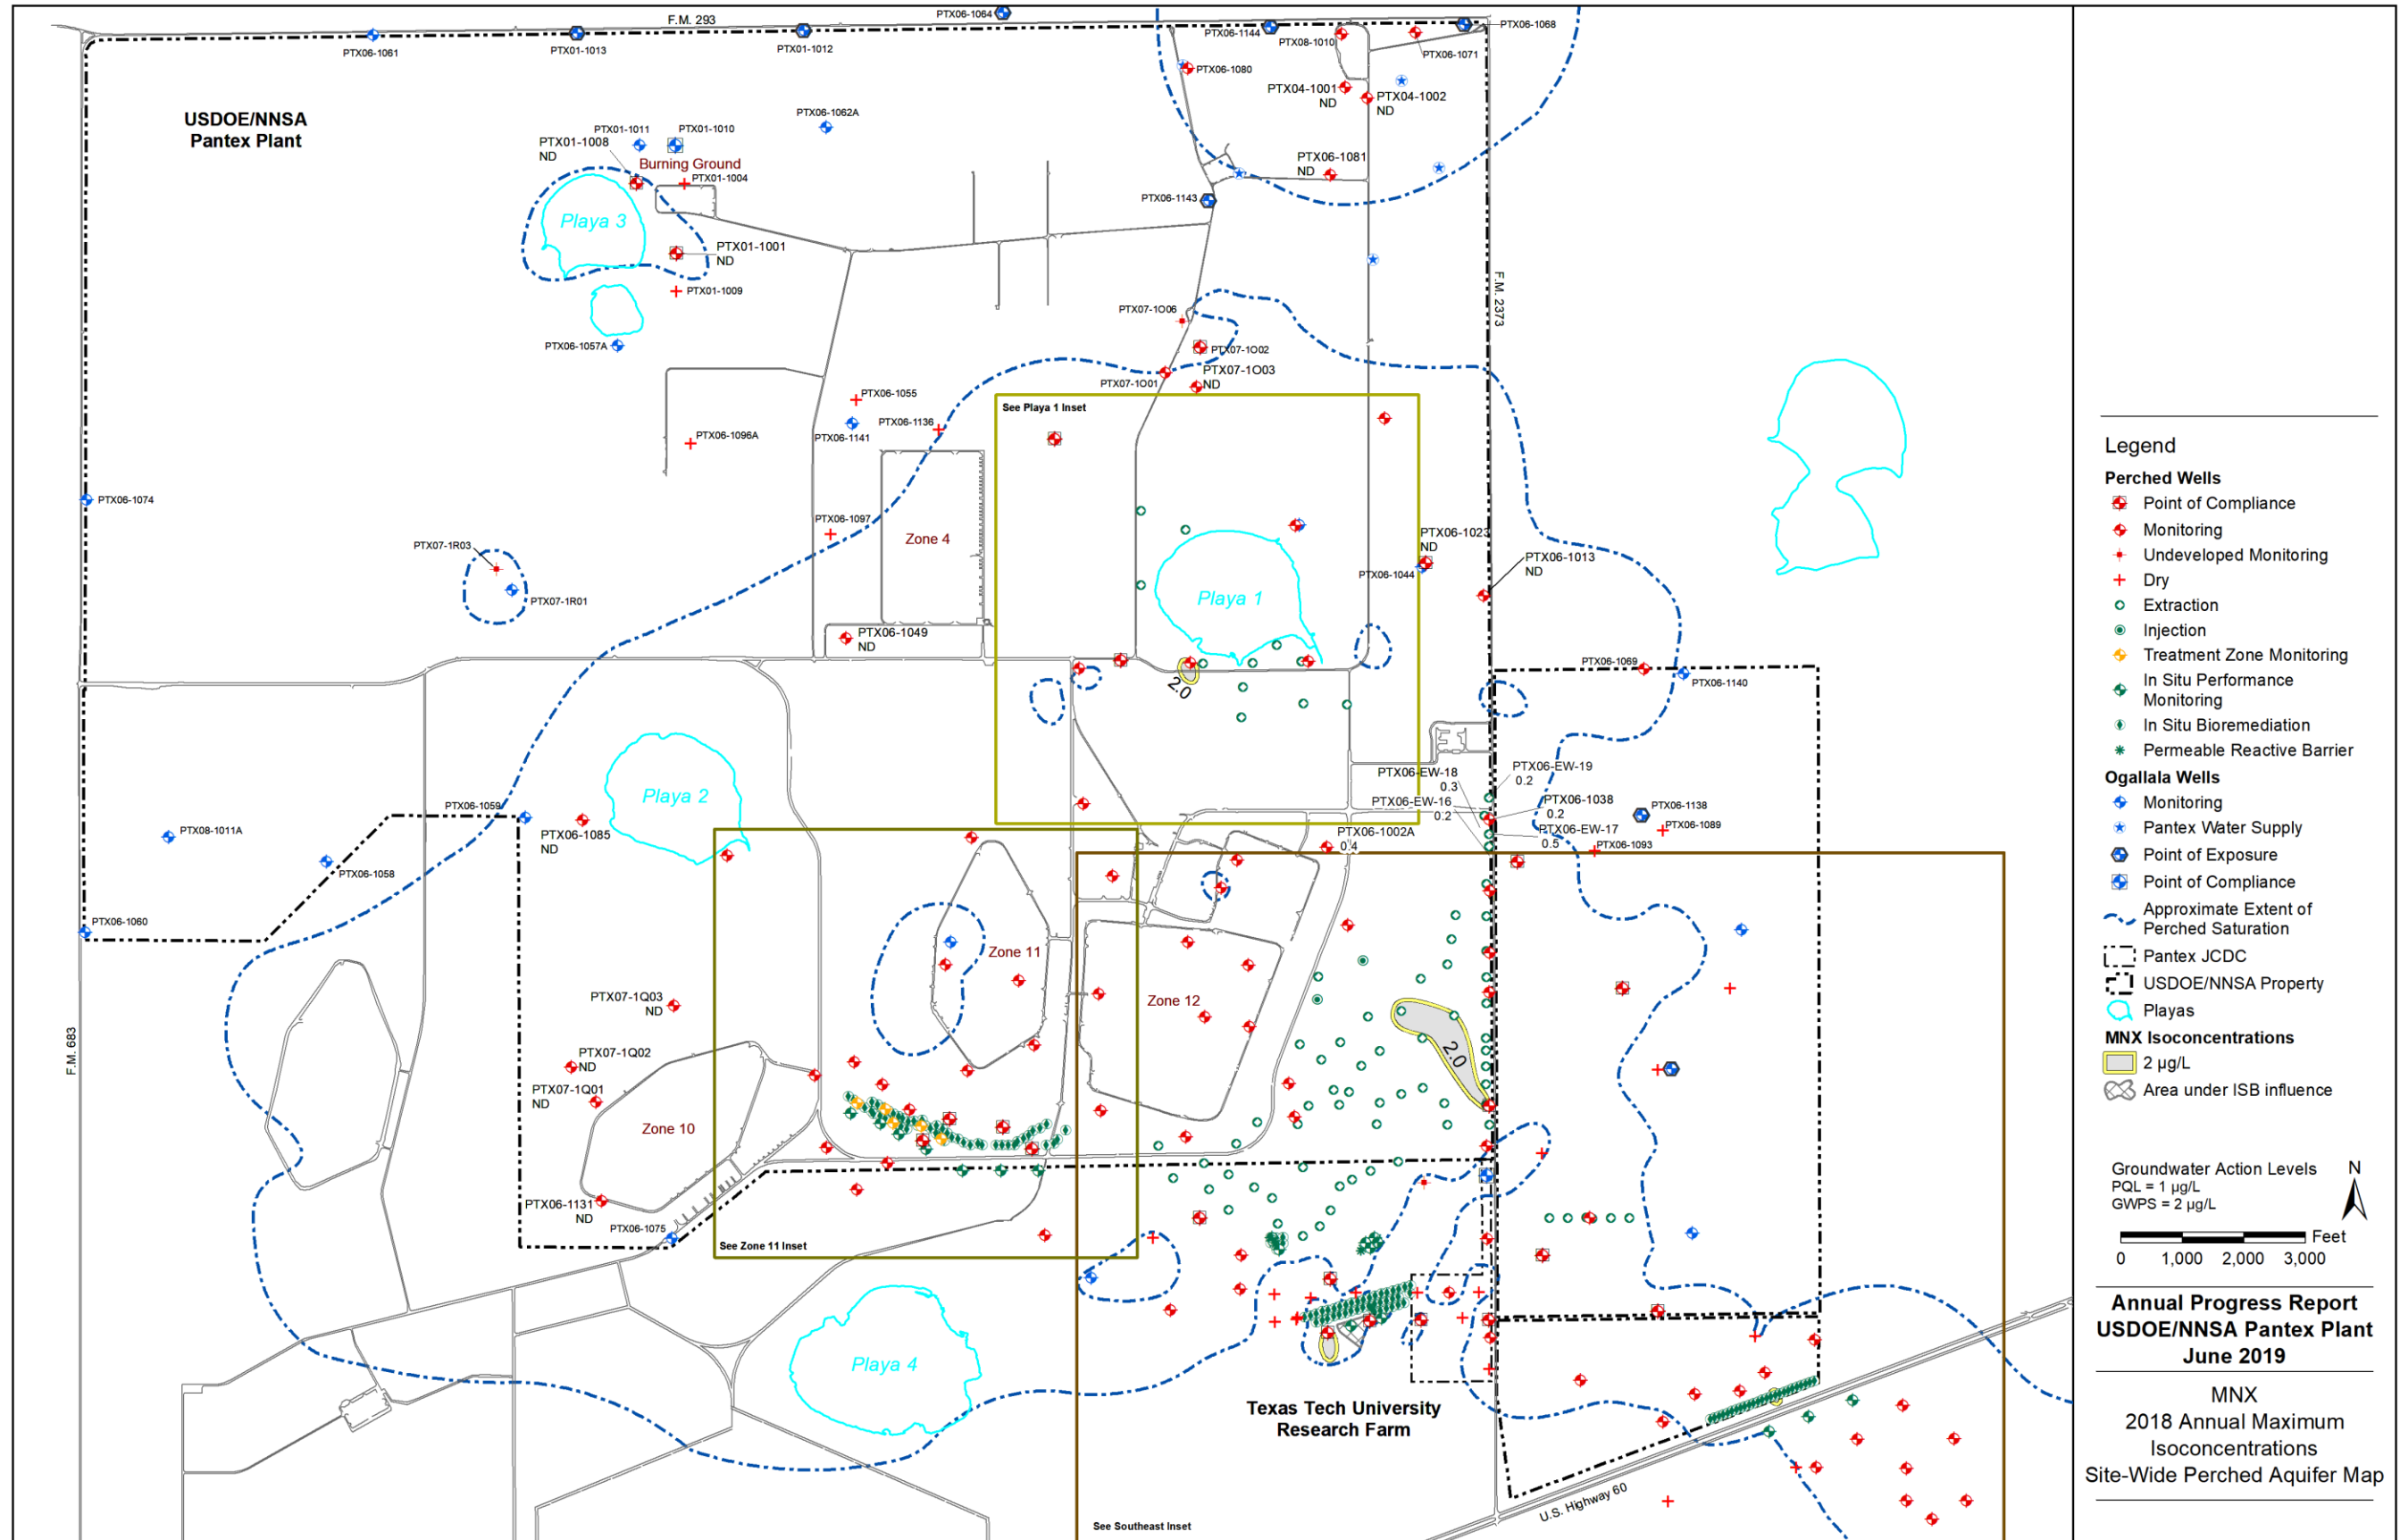 F.M. 293
PTX06-1064
PTX06-1068
PTX06-1061
PTX01-1013
PTX01-1012
PTX06-1144
PTX08-1010
PTX06-1071
PTX06-1080
PTX04-1001
ND
PTX04-1002
ND
USDOE/NNSA
Pantex Plant
PTX06-1062A
PTX01-1011
PTX01-1010
PTX01-1008
ND
Burning Ground
PTX01-1004
PTX06-1081
ND
PTX06-1143
Playa 3
PTX01-1001
ND
PTX01-1009
F.M. 2373
PTX07-1O06
PTX06-1057A
PTX07-1O02
PTX07-1O03
ND
PTX07-1O01
PTX06-1055
PTX06-1136
PTX06-1141
PTX06-1096A
See Playa 1 Inset
PTX06-1074
PTX06-1097
Zone 4
PTX06-1023
ND
PTX06-1044
PTX06-1013
ND
PTX07-1R03
PTX07-1R01
Playa 1
PTX06-1049
ND
PTX06-1069
PTX06-1140
2.0
Playa 2
PTX06-EW-18
0.3
PTX06-EW-19
0.2
PTX06-EW-16
0.2
PTX06-1038
0.2
PTX06-1138
PTX06-1089
PTX06-EW-17
0.5
PTX06-1093
PTX06-1002A
0.4
PTX06-1059
PTX06-1085
ND
PTX08-1011A
PTX06-1058
PTX06-1060
Zone 11
Zone 12
PTX07-1Q03
ND
PTX07-1Q02
ND
PTX07-1Q01
ND
F.M. 683
2.0
Zone 10
PTX06-1131
ND
PTX06-1075
See Zone 11 Inset
Playa 4
Texas Tech University
Research Farm
U.S. Highway 60
See Southeast Inset
Legend
Perched Wells
Point of Compliance
Monitoring
Undeveloped Monitoring
Dry
Extraction
Injection
Treatment Zone Monitoring
In Situ Performance
Monitoring
In Situ Bioremediation
Permeable Reactive Barrier
Ogallala Wells
Monitoring
Pantex Water Supply
Point of Exposure
Point of Compliance
Approximate Extent of
Perched Saturation
Pantex JCDC
USDOE/NNSA Property
Playas
MNX Isoconcentrations
2 µg/L
Area under ISB influence
Groundwater Action Levels
PQL = 1 µg/L
GWPS = 2 µg/L
N
Feet
0 1,000 2,000 3,000
Annual Progress Report
USDOE/NNSA Pantex Plant
June 2019
MNX
2018 Annual Maximum
Isoconcentrations
Site-Wide Perched Aquifer Map